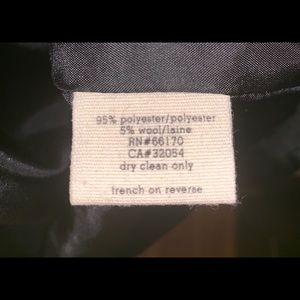 95% polyester/polyester
5% wool/laine
RN#66170
CA#32054
dry clean only
french on reverse